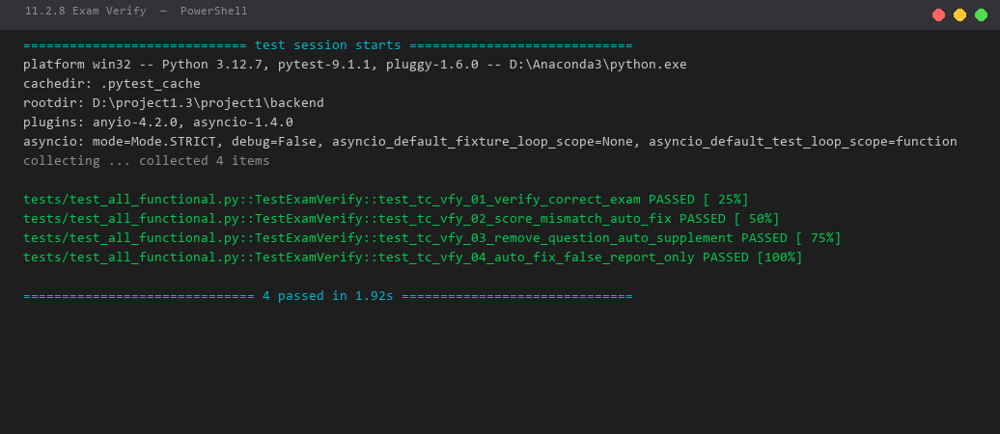 11.2.8 Exam Verify — PowerShell
============================= test session starts =============================
platform win32 -- Python 3.12.7, pytest-9.1.1, pluggy-1.6.0 -- D:\Anaconda3\python.exe
cachedir: .pytest_cache
rootdir: D:\project1.3\project1\backend
plugins: anyio-4.2.0, asyncio-1.4.0
asyncio: mode=Mode.STRICT, debug=False, asyncio_default_fixture_loop_scope=None, asyncio_default_test_loop_scope=function
collecting ... collected 4 items
tests/test_all_functional.py::TestExamVerify::test_tc_vfy_01_verify_correct_exam PASSED [ 25%]
tests/test_all_functional.py::TestExamVerify::test_tc_vfy_02_score_mismatch_auto_fix PASSED [ 50%]
tests/test_all_functional.py::TestExamVerify::test_tc_vfy_03_remove_question_auto_supplement PASSED [ 75%]
tests/test_all_functional.py::TestExamVerify::test_tc_vfy_04_auto_fix_false_report_only PASSED [100%]
============================== 4 passed in 1.92s ==============================